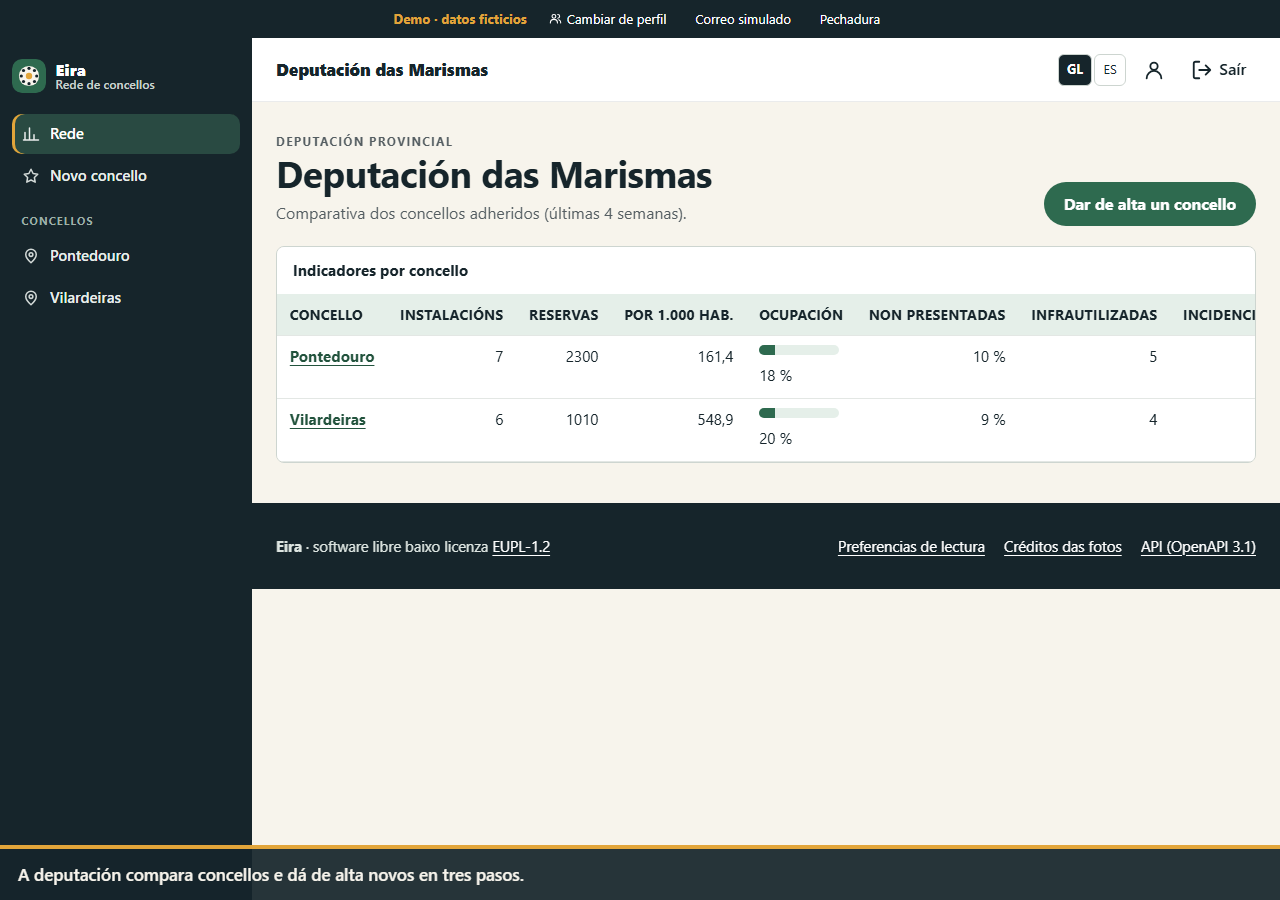 Demo · datos ficticios Cambiar de perfil Correo simulado Pechadura
Eira
Rede de concellos
Deputación das Marismas GL ES Saír
Rede
Novo concello
CONCELLOS
Pontedouro
Vilardeiras
DEPUTACIÓN PROVINCIAL
Deputación das Marismas
Comparativa dos concellos adheridos (últimas 4 semanas).
Dar de alta un concello
Indicadores por concello
CONCELLO INSTALACIÓNS RESERVAS POR 1.000 HAB. OCUPACIÓN NON PRESENTADAS INFRAUTILIZADAS INCIDENCI
Pontedouro 7 2300 161,4 18 % 10 % 5
Vilardeiras 6 1010 548,9 20 % 9 % 4
Eira · software libre baixo licenza EUPL-1.2 Preferencias de lectura Créditos das fotos API (OpenAPI 3.1)
A deputación compara concellos e dá de alta novos en tres pasos.